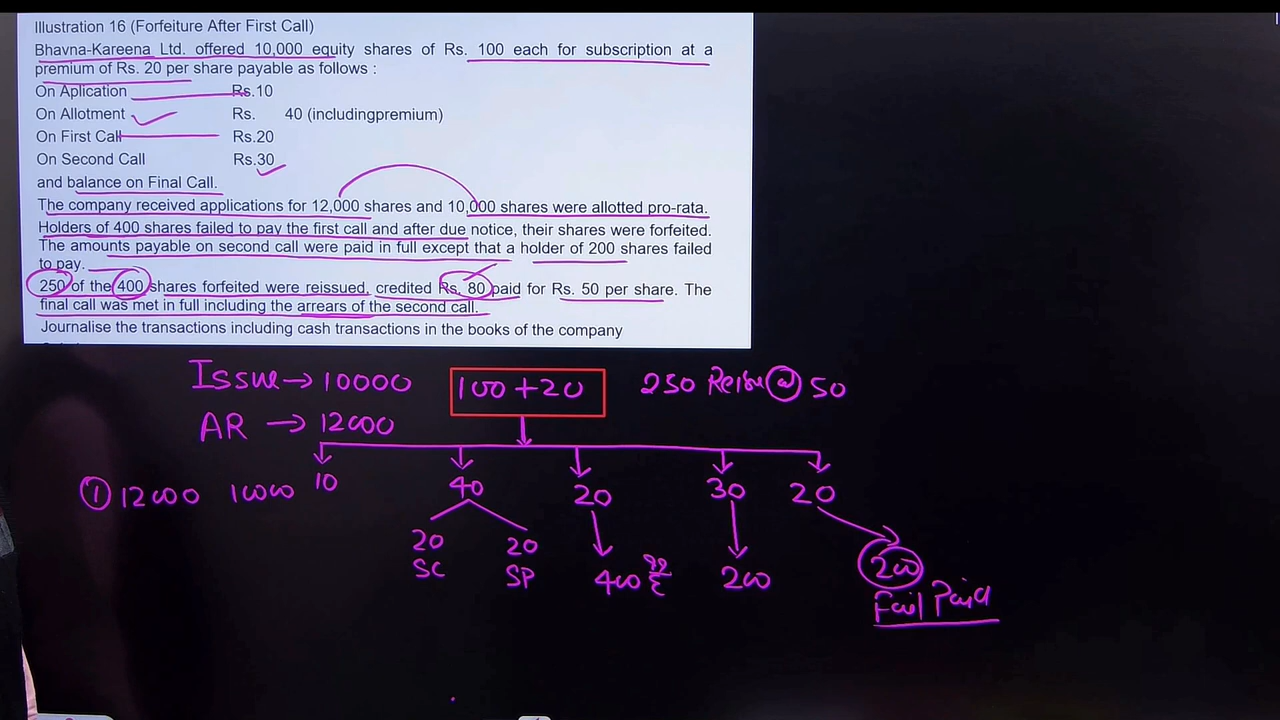 Illustration 16 (Forfeiture After First Call)
Bhavna-Kareena Ltd. offered 10,000 equity shares of Rs. 100 each for subscription at a
premium of Rs. 20 per share payable as follows :
On Aplication Rs.10
On Allotment Rs. 40 (includingpremium)
On First Call Rs.20
On Second Call Rs.30
and balance on Final Call.
The company received applications for 12,000 shares and 10,000 shares were allotted pro-rata.
Holders of 400 shares failed to pay the first call and after due notice, their shares were forfeited.
The amounts payable on second call were paid in full except that a holder of 200 shares failed
to pay.
250 of the 400 shares forfeited were reissued, credited Rs. 80 paid for Rs. 50 per share. The
final call was met in full including the arrears of the second call.
Journalise the transactions including cash transactions in the books of the company
Issue → 10000 100 + 20 250 @ 50
AR → 12000
① 12000 10000 10 40 20 30 20
20 20
SC SP 400 200 200
Fail Paid